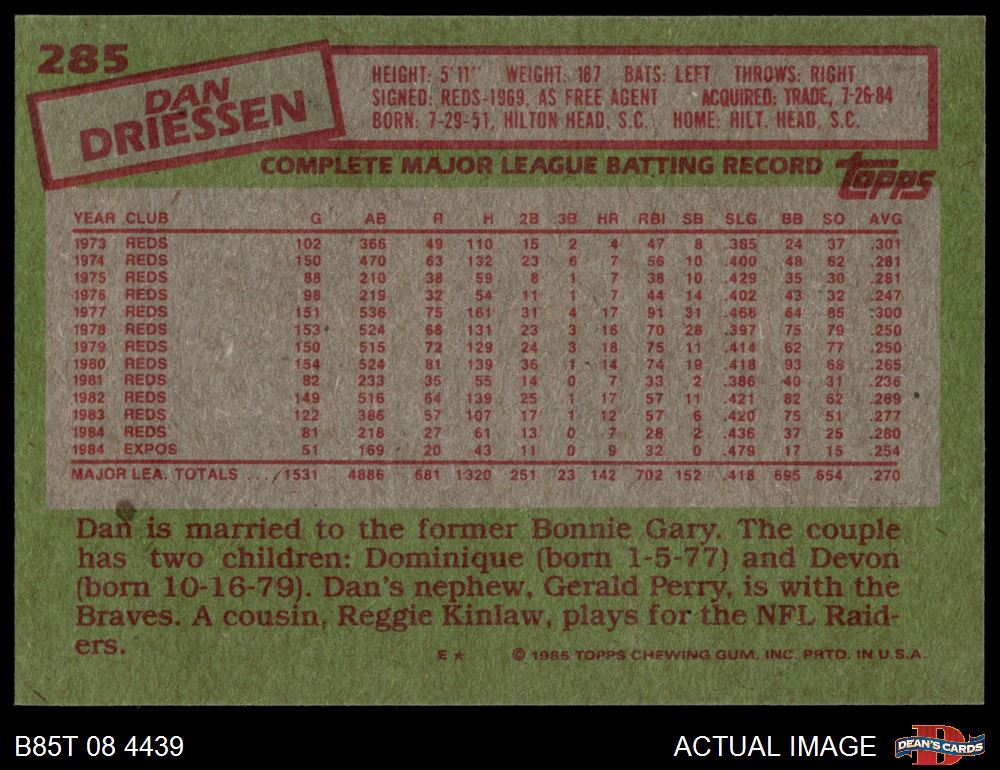 285
DAN
DRIESSEN
HEIGHT: 5'11" WEIGHT: 187 BATS: LEFT THROWS: RIGHT
SIGNED: REDS-1969, AS FREE AGENT ACQUIRED: TRADE, 7-26-84
BORN: 7-29-51, HILTON HEAD, S.C. HOME: HILT. HEAD, S.C.
COMPLETE MAJOR LEAGUE BATTING RECORD topps
YEAR CLUB G AB R H 2B 3B HR RBI SB SLG BB SO AVG
1973 REDS 102 366 49 110 15 2 4 47 8 .385 24 37 .301
1974 REDS 150 470 63 132 23 6 7 56 10 .400 48 62 .281
1975 REDS 88 210 38 59 8 1 7 38 10 .429 35 30 .281
1976 REDS 98 219 32 54 11 1 7 44 14 .402 43 32 .247
1977 REDS 151 536 75 161 31 4 17 91 31 .468 64 85 .300
1978 REDS 153 524 68 131 23 3 16 70 28 .397 75 79 .250
1979 REDS 150 515 72 129 24 3 18 75 11 .414 62 77 .250
1980 REDS 154 524 81 139 36 1 14 74 19 .418 93 68 .265
1981 REDS 82 233 35 55 14 0 7 33 2 .386 40 31 .236
1982 REDS 149 516 64 139 25 1 17 57 11 .421 82 62 .269
1983 REDS 122 386 57 107 17 1 12 57 6 .420 75 51 .277
1984 REDS 81 218 27 61 13 0 7 28 2 .436 37 25 .280
1984 EXPOS 51 169 20 43 11 0 9 32 0 .479 17 15 .254
MAJOR LEA. TOTALS .... 1531 4886 681 1320 251 23 142 702 152 .418 695 654 .270
Dan is married to the former Bonnie Gary. The couple
has two children: Dominique (born 1-5-77) and Devon
(born 10-16-79). Dan's nephew, Gerald Perry, is with the
Braves. A cousin, Reggie Kinlaw, plays for the NFL Raid-
ers.
E★ © 1985 TOPPS CHEWING GUM, INC. PRTD. IN U.S.A.
B85T 08 4439 ACTUAL IMAGE DEAN'S CARDS